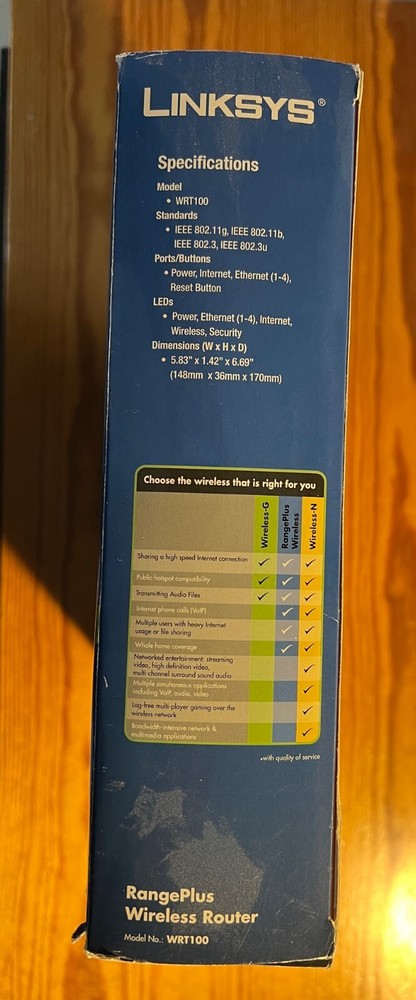 LINKSYS®
Specifications
Model
• WRT100
Standards
• IEEE 802.11g, IEEE 802.11b,
IEEE 802.3, IEEE 802.3u
Ports/Buttons
• Power, Internet, Ethernet (1-4),
Reset Button
LEDs
• Power, Ethernet (1-4), Internet,
Wireless, Security
Dimensions (W x H x D)
• 5.83" x 1.42" x 6.69"
(148mm x 36mm x 170mm)
Choose the wireless that is right for you
Wireless-G
RangePlus
Wireless
Wireless-N
Sharing a high speed Internet connection ✓ ✓ ✓
Public hotspot compatibility ✓ ✓ ✓
Transmitting Audio Files ✓ ✓ ✓
Internet phone calls (VoIP) ✓ ✓
Multiple users with heavy Internet
usage or file sharing ✓ ✓
Whole home coverage ✓ ✓
Networked entertainment: streaming
video, high definition video,
multi-channel surround sound audio ✓
Multiple simultaneous applications
including VoIP, audio, video ✓
Lag-free multi-player gaming over the
wireless network ✓
Bandwidth-intensive network &
multimedia applications ✓
•with quality of service
RangePlus
Wireless Router
Model No.: WRT100